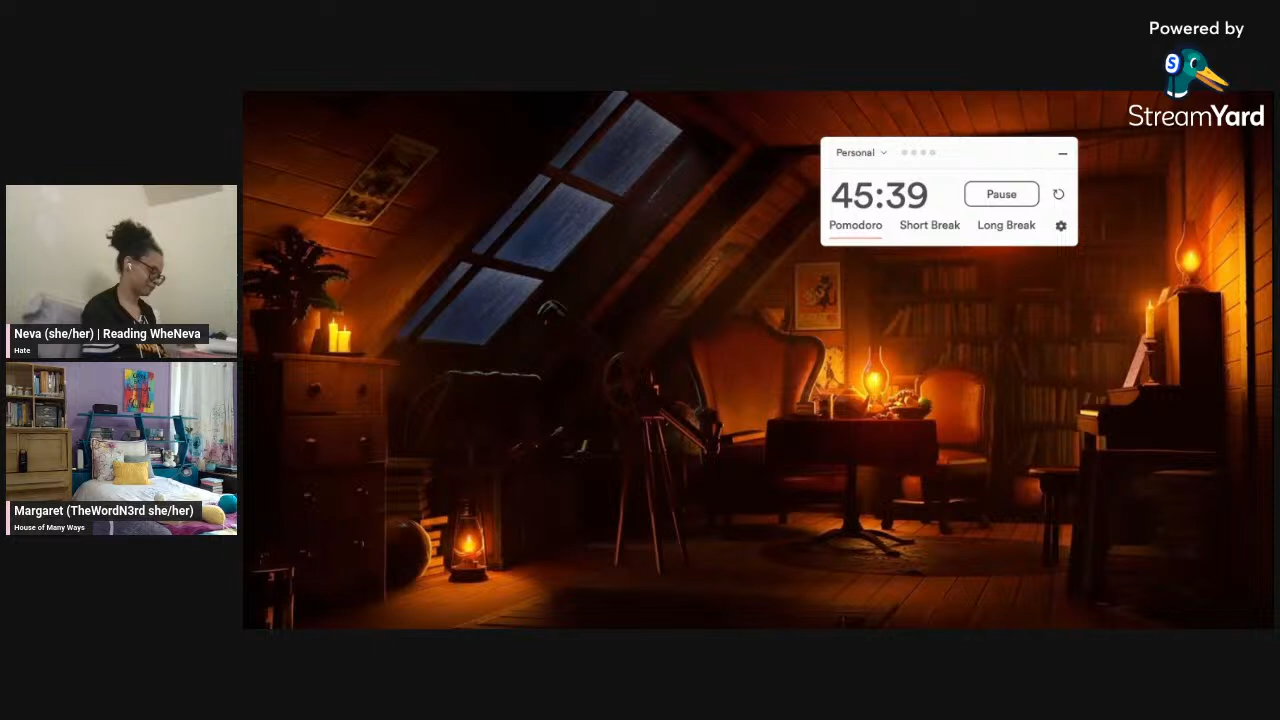 Powered by
StreamYard
Personal
45:39
Pause
Pomodoro
Short Break
Long Break
Neva (she/her) | Reading WheNeva
Hate
Margaret (TheWordN3rd she/her)
House of Many Ways